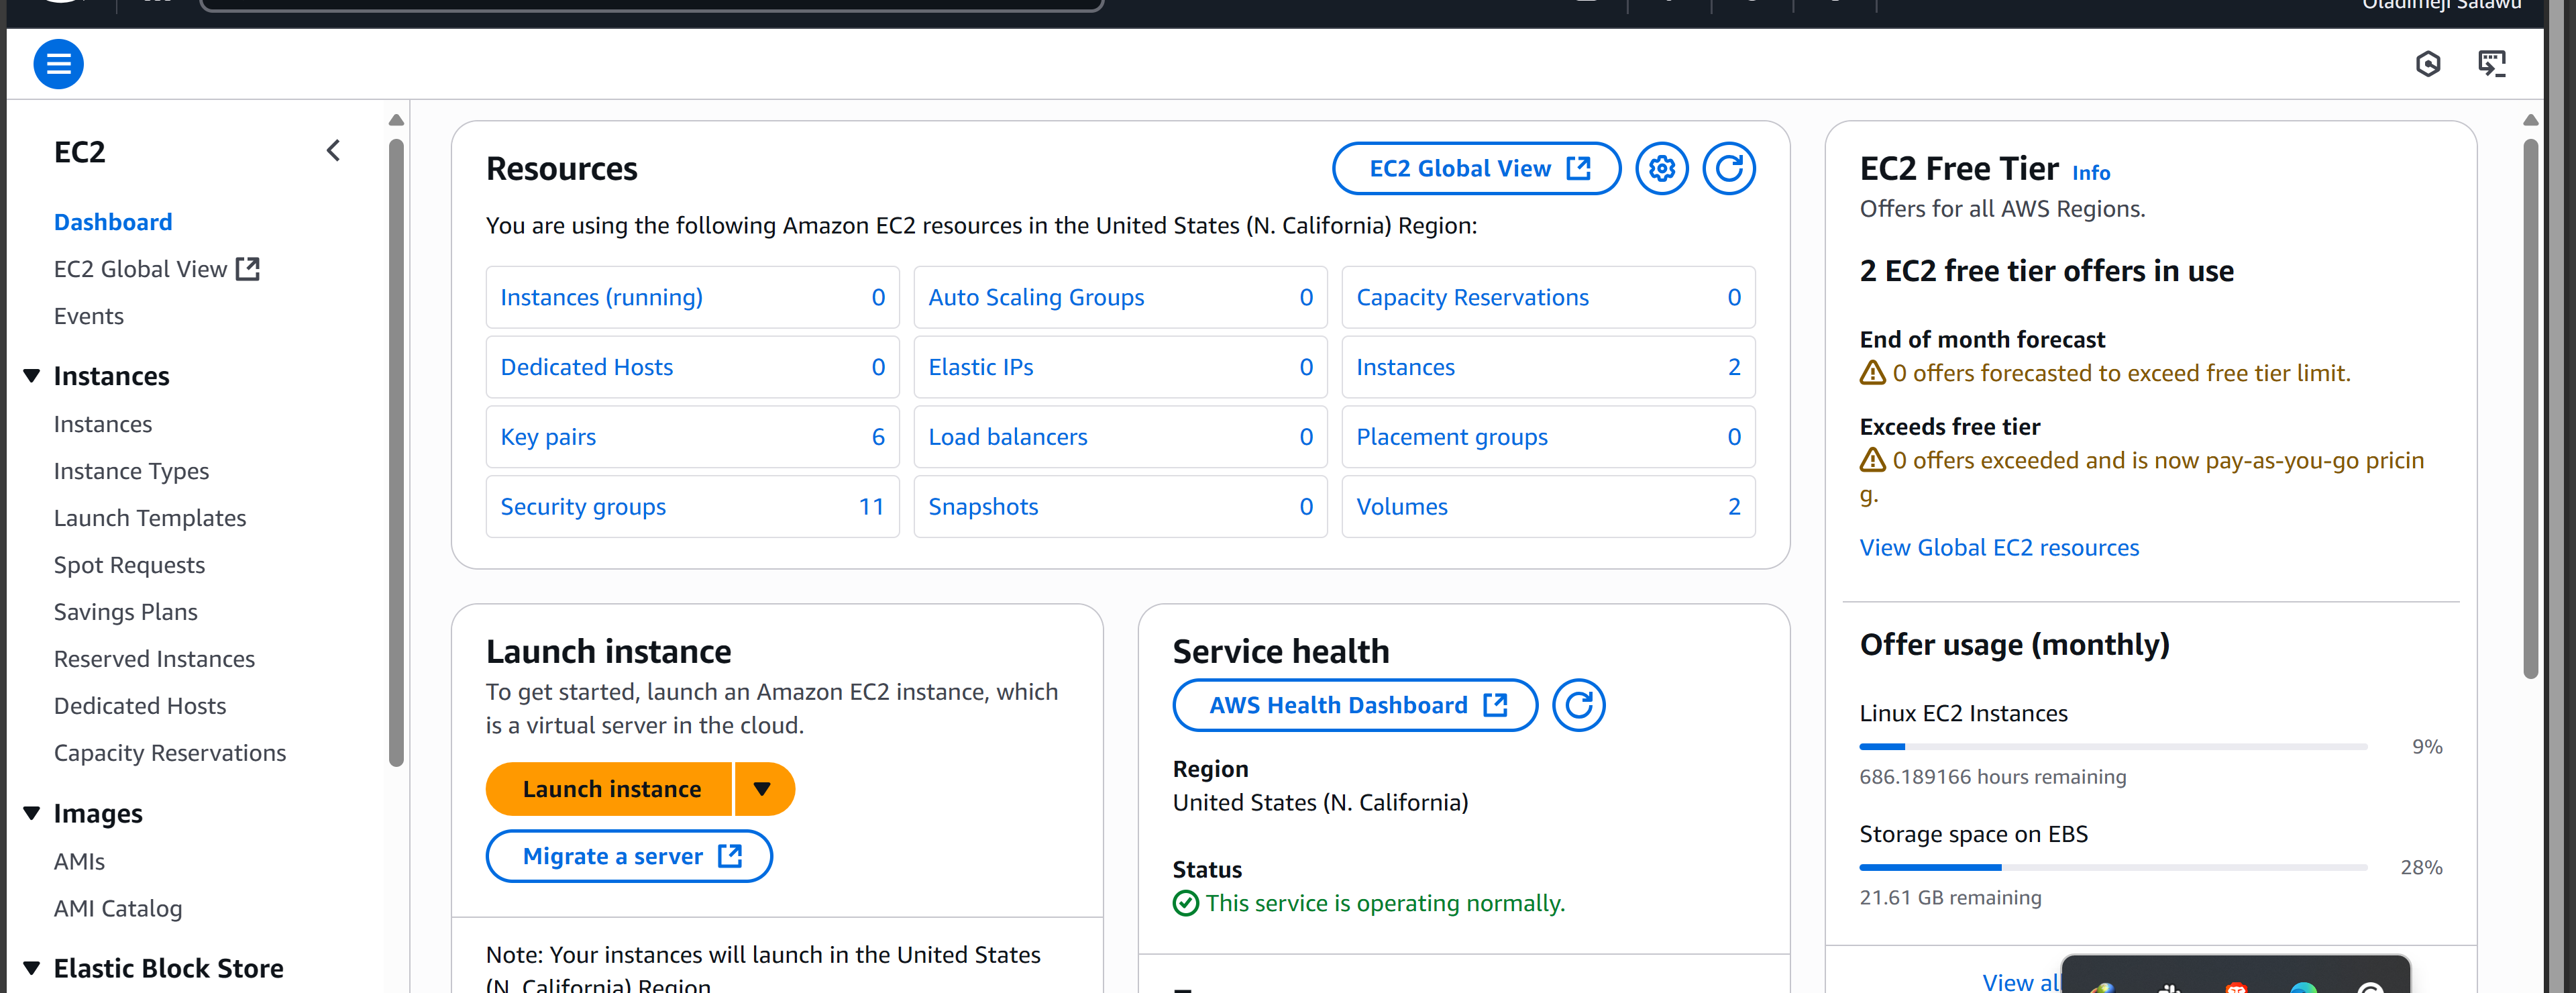 Oladimeji Salawu
EC2
Dashboard
EC2 Global View
Events
Instances
Instances
Instance Types
Launch Templates
Spot Requests
Savings Plans
Reserved Instances
Dedicated Hosts
Capacity Reservations
Images
AMIs
AMI Catalog
Elastic Block Store
Resources
EC2 Global View
You are using the following Amazon EC2 resources in the United States (N. California) Region:
Instances (running) 0
Auto Scaling Groups 0
Capacity Reservations 0
Dedicated Hosts 0
Elastic IPs 0
Instances 2
Key pairs 6
Load balancers 0
Placement groups 0
Security groups 11
Snapshots 0
Volumes 2
Launch instance
To get started, launch an Amazon EC2 instance, which
is a virtual server in the cloud.
Launch instance
Migrate a server
Note: Your instances will launch in the United States
(N. California) Region
Service health
AWS Health Dashboard
Region
United States (N. California)
Status
This service is operating normally.
EC2 Free Tier Info
Offers for all AWS Regions.
2 EC2 free tier offers in use
End of month forecast
0 offers forecasted to exceed free tier limit.
Exceeds free tier
0 offers exceeded and is now pay-as-you-go pricin
g.
View Global EC2 resources
Offer usage (monthly)
Linux EC2 Instances
9%
686.189166 hours remaining
Storage space on EBS
28%
21.61 GB remaining
View al